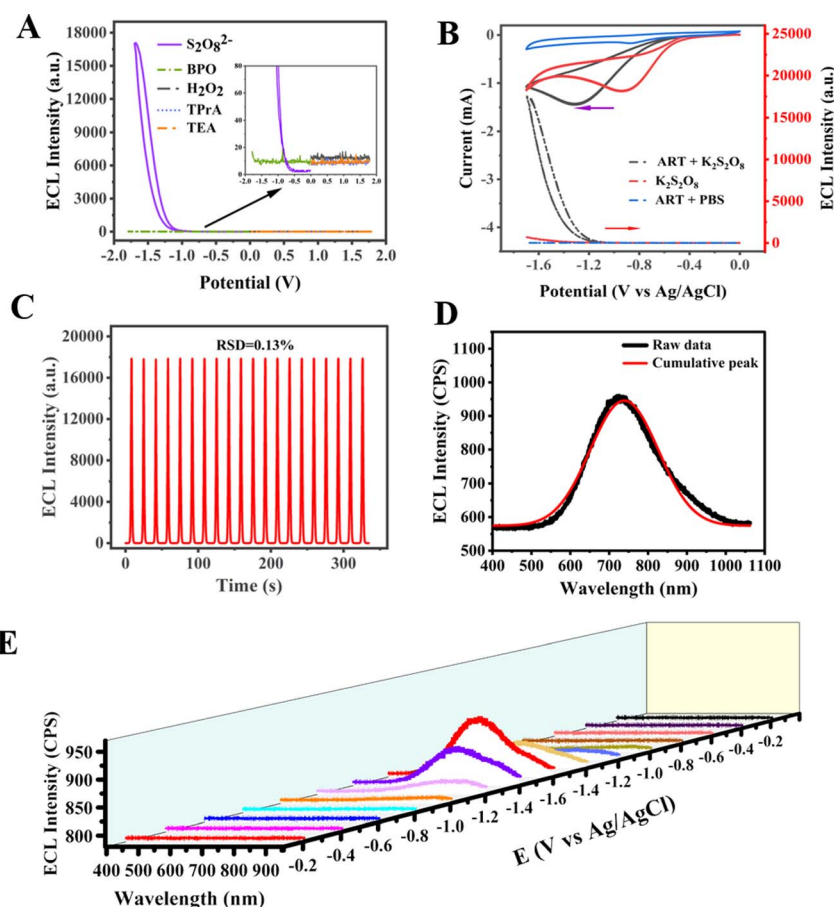 A
18000
15000
12000
9000
6000
3000
0
ECL Intensity (a.u.)
S₂O₈²⁻
BPO
H₂O₂
TPrA
TEA
80
60
40
20
0
-2.0 -1.5 -1.0 -0.5 0.0 0.5 1.0 1.5 2.0
-2.0 -1.5 -1.0 -0.5 0.0 0.5 1.0 1.5 2.0
Potential (V)
B
0
-1
-2
-3
-4
Current (mA)
25000
20000
15000
10000
5000
0
ECL Intensity (a.u.)
ART + K₂S₂O₈
K₂S₂O₈
ART + PBS
-1.6 -1.2 -0.8 -0.4 0.0
Potential (V vs Ag/AgCl)
C
20000
16000
12000
8000
4000
0
ECL Intensity (a.u.)
RSD=0.13%
0 100 200 300
Time (s)
D
1100
1000
900
800
700
600
500
ECL Intensity (CPS)
Raw data
Cumulative peak
400 500 600 700 800 900 1000 1100
Wavelength (nm)
E
950
900
850
800
ECL Intensity (CPS)
400 500 600 700 800 900
Wavelength (nm)
-0.2 -0.4 -0.6 -0.8 -1.0 -1.2 -1.4 -1.6 -1.4 -1.2 -1.0 -0.8 -0.6 -0.4 -0.2
E (V vs Ag/AgCl)